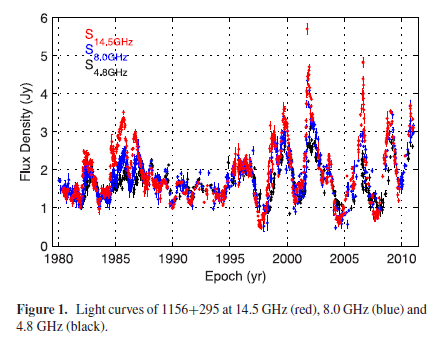 6
5
4
3
2
1
0
Flux Density (Jy)
S14.5GHz
S8.0GHz
S4.8GHz
1980 1985 1990 1995 2000 2005 2010
Epoch (yr)
Figure 1. Light curves of 1156+295 at 14.5 GHz (red), 8.0 GHz (blue) and
4.8 GHz (black).